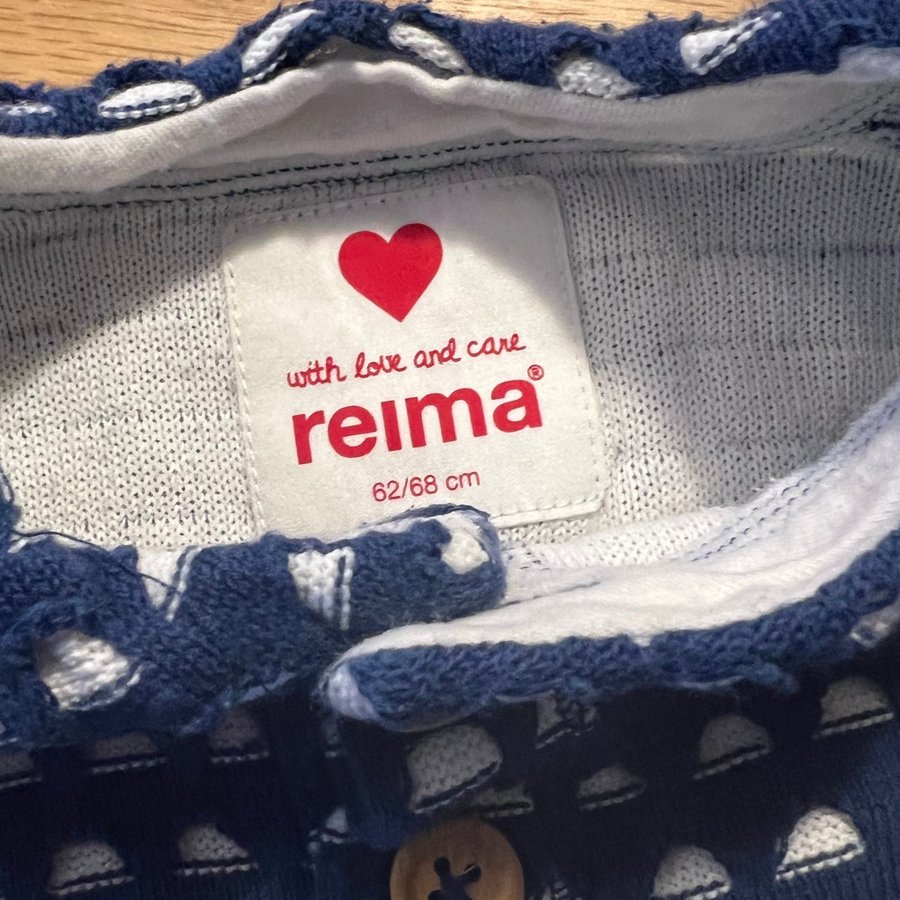 with love and care
reima®
62/68 cm